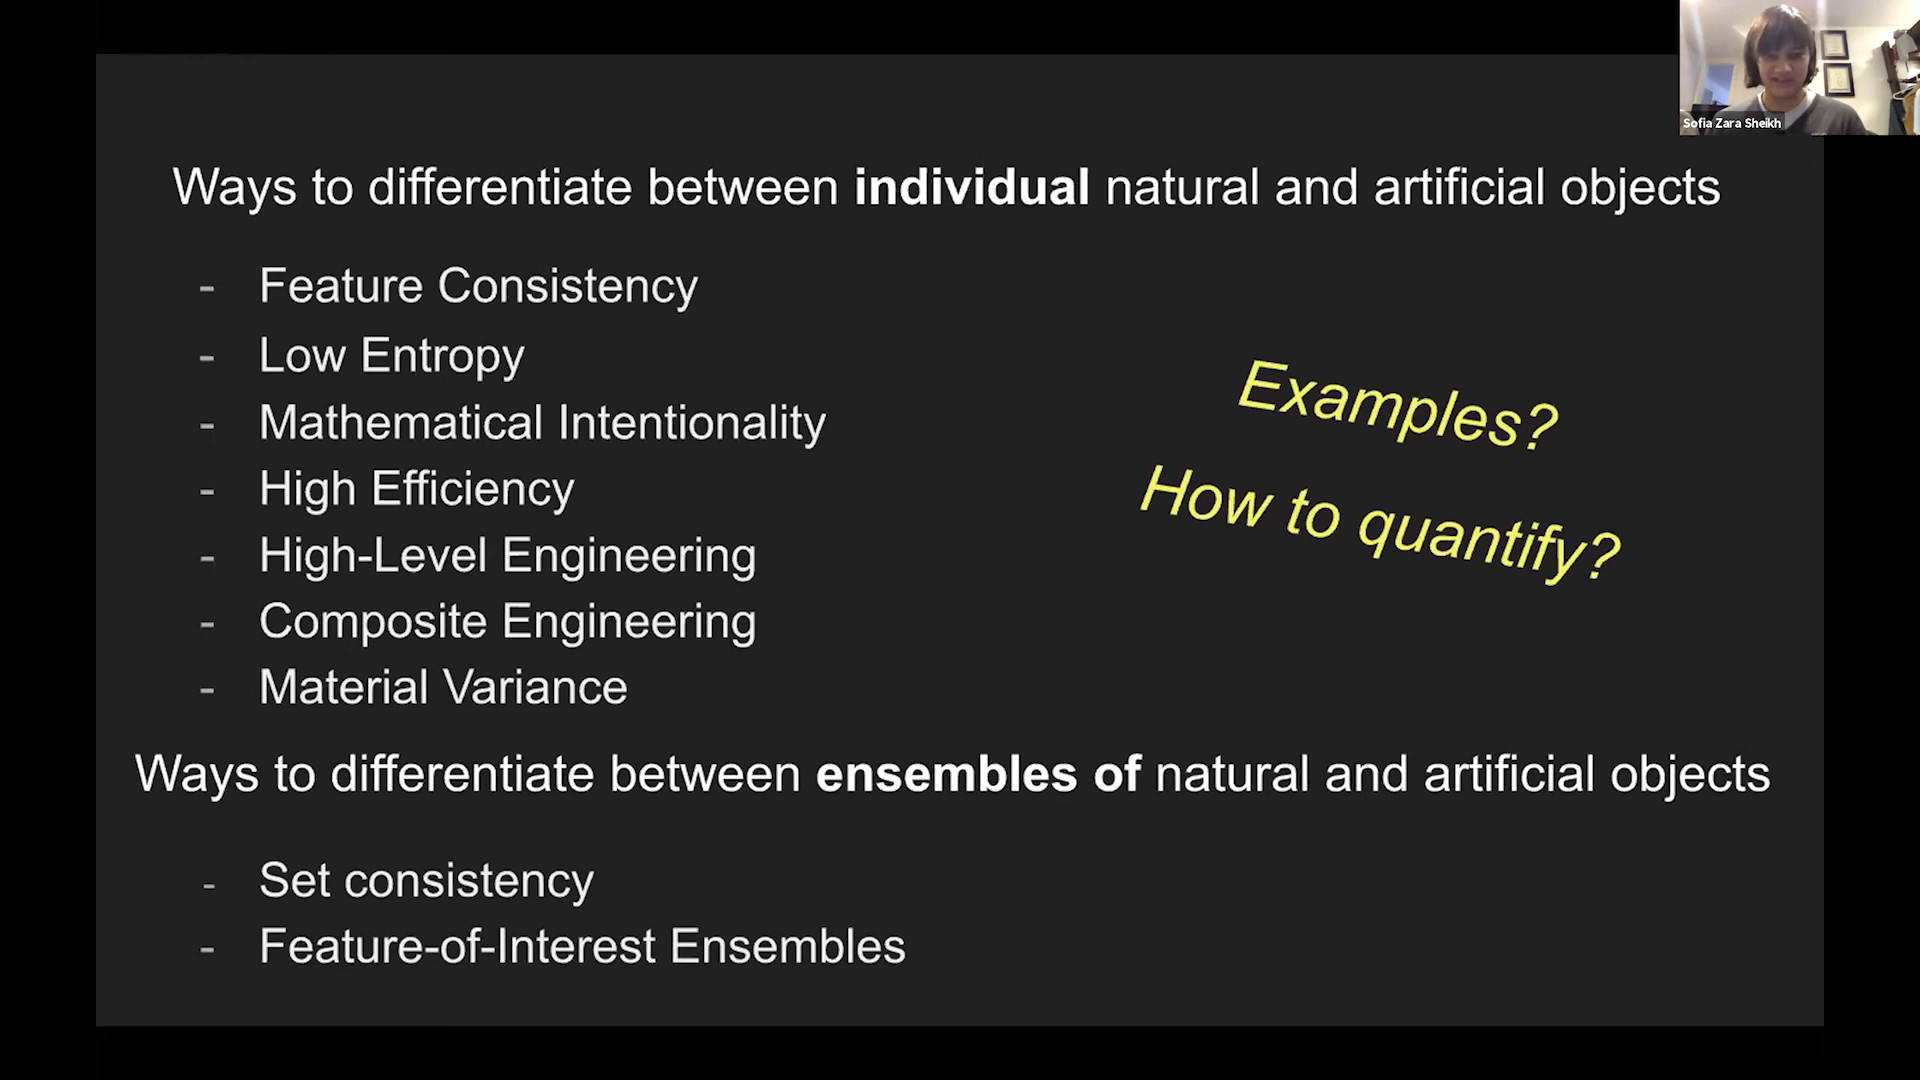 Sofia Zara Sheikh
Ways to differentiate between individual natural and artificial objects
- Feature Consistency
- Low Entropy
- Mathematical Intentionality
- High Efficiency
- High-Level Engineering
- Composite Engineering
- Material Variance
Examples?
How to quantify?
Ways to differentiate between ensembles of natural and artificial objects
- Set consistency
- Feature-of-Interest Ensembles